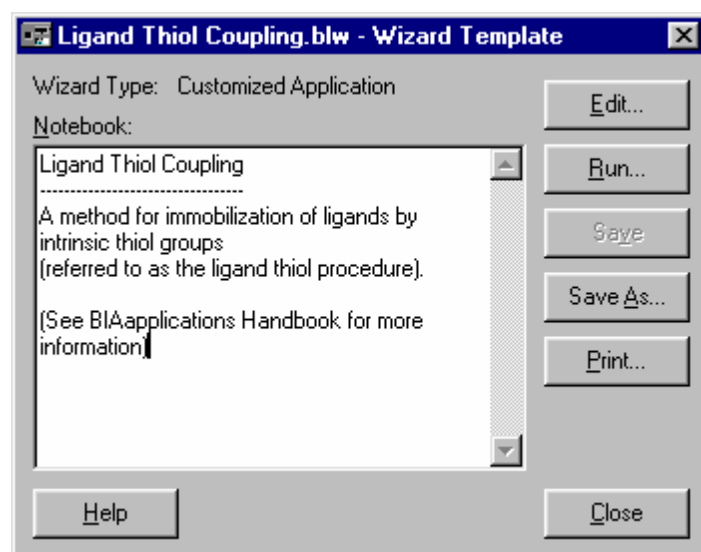 Ligand Thiol Coupling.blw - Wizard Template
Wizard Type: Customized Application
Notebook:
Ligand Thiol Coupling
----------------------------------
A method for immobilization of ligands by
intrinsic thiol groups
(referred to as the ligand thiol procedure).
(See BIAapplications Handbook for more
information)
Edit...
Run...
Save
Save As...
Print...
Help
Close